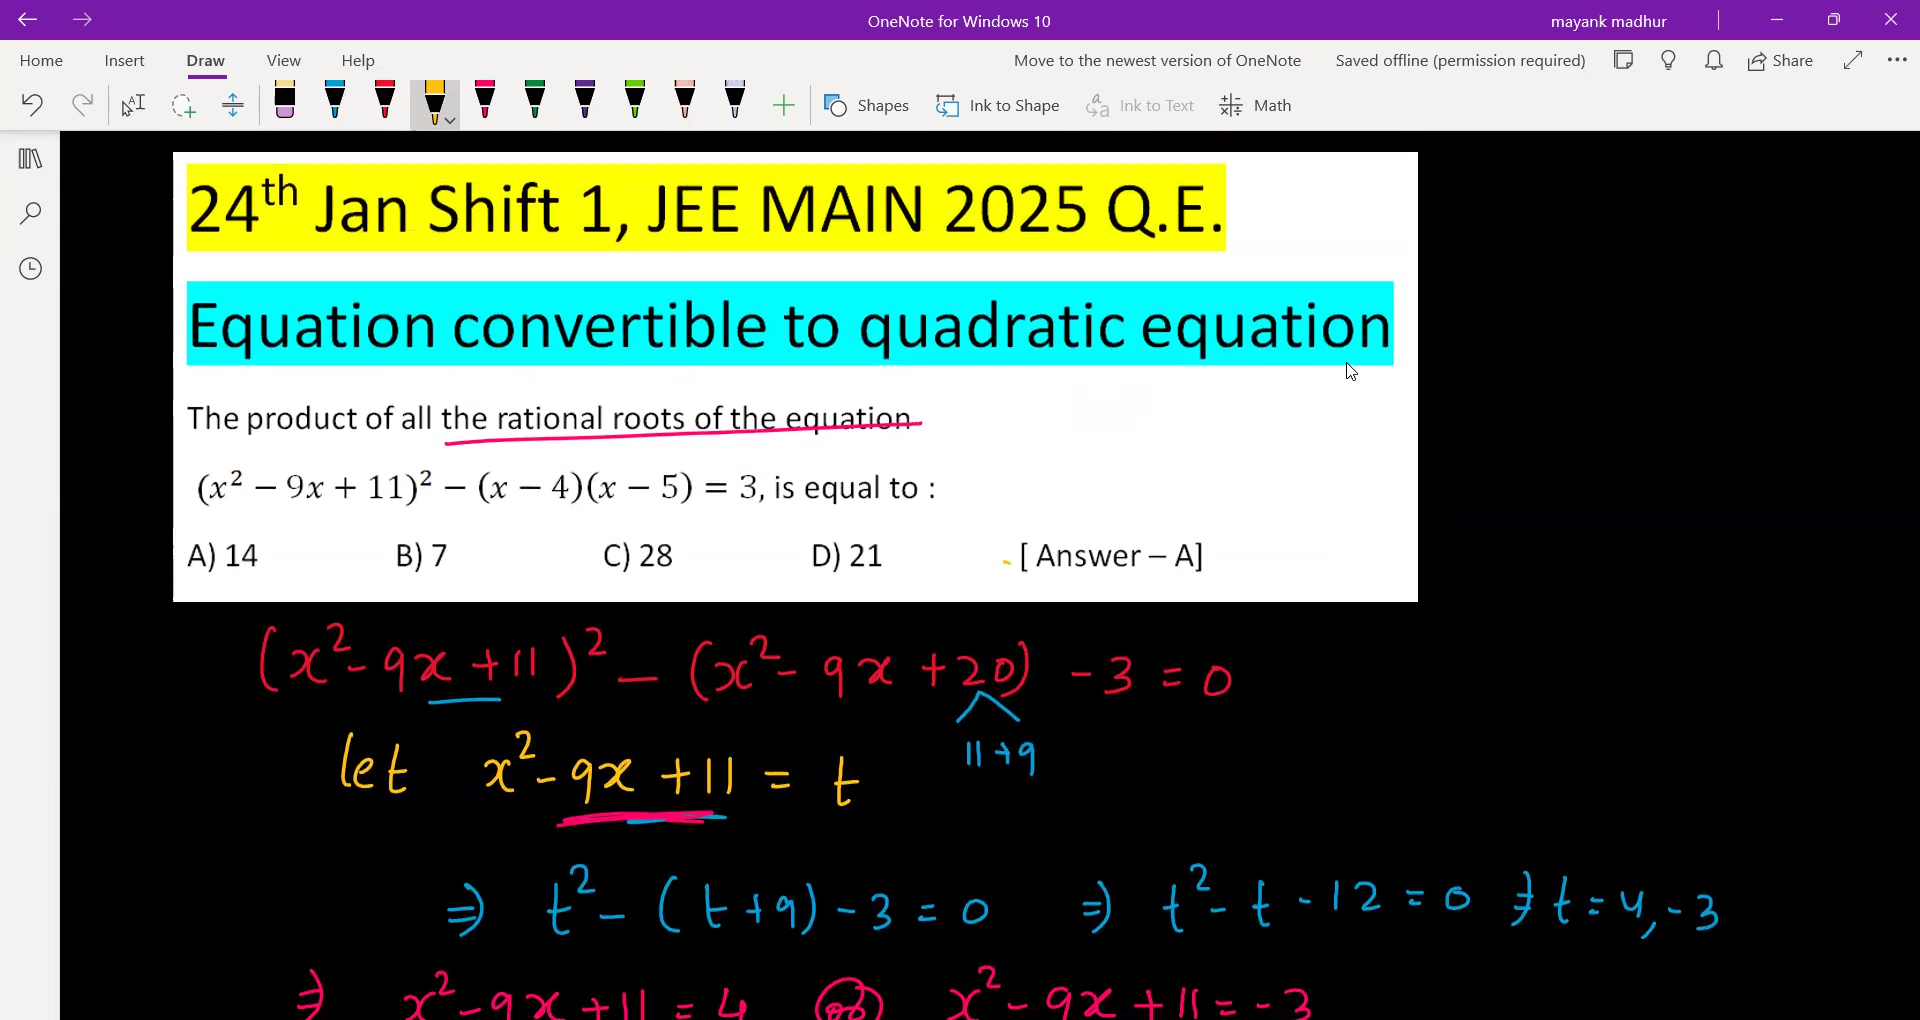 OneNote for Windows 10
mayank madhur
Home Insert Draw View Help
Move to the newest version of OneNote Saved offline (permission required) Share
Shapes Ink to Shape Ink to Text Math
24th Jan Shift 1, JEE MAIN 2025 Q.E.
Equation convertible to quadratic equation
The product of all the rational roots of the equation
(x² − 9x + 11)² − (x − 4)(x − 5) = 3, is equal to :
A) 14 B) 7 C) 28 D) 21 [ Answer – A]
(x² - 9x + 11)² - (x² - 9x + 20) - 3 = 0
11 + 9
let x² - 9x + 11 = t
⇒ t² - (t + 9) - 3 = 0 ⇒ t² - t - 12 = 0 ⇒ t = 4, -3
⇒ x² - 9x + 11 = 4 or x² - 9x + 11 = -3